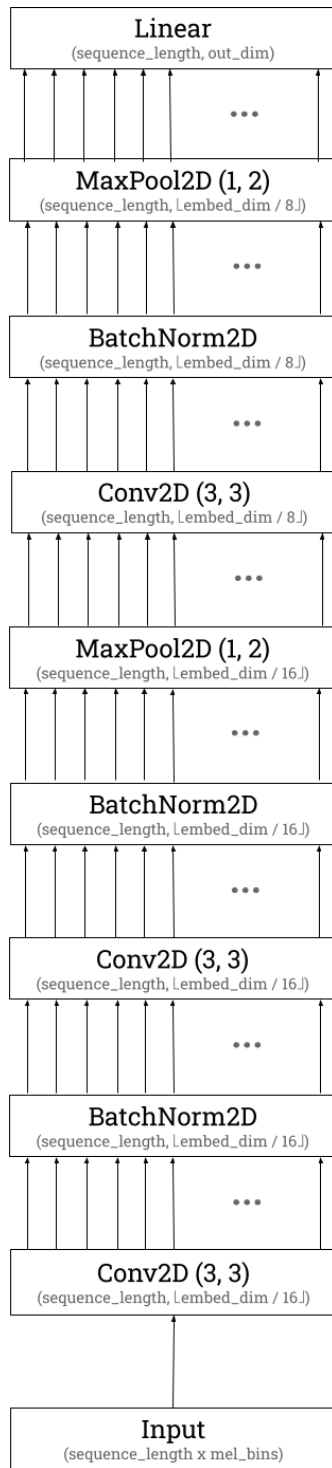 Linear
(sequence_length, out_dim)
•••
MaxPool2D (1, 2)
(sequence_length, ⌊embed_dim / 8⌋)
•••
BatchNorm2D
(sequence_length, ⌊embed_dim / 8⌋)
•••
Conv2D (3, 3)
(sequence_length, ⌊embed_dim / 8⌋)
•••
MaxPool2D (1, 2)
(sequence_length, ⌊embed_dim / 16⌋)
•••
BatchNorm2D
(sequence_length, ⌊embed_dim / 16⌋)
•••
Conv2D (3, 3)
(sequence_length, ⌊embed_dim / 16⌋)
•••
BatchNorm2D
(sequence_length, ⌊embed_dim / 16⌋)
•••
Conv2D (3, 3)
(sequence_length, ⌊embed_dim / 16⌋)
Input
(sequence_length x mel_bins)